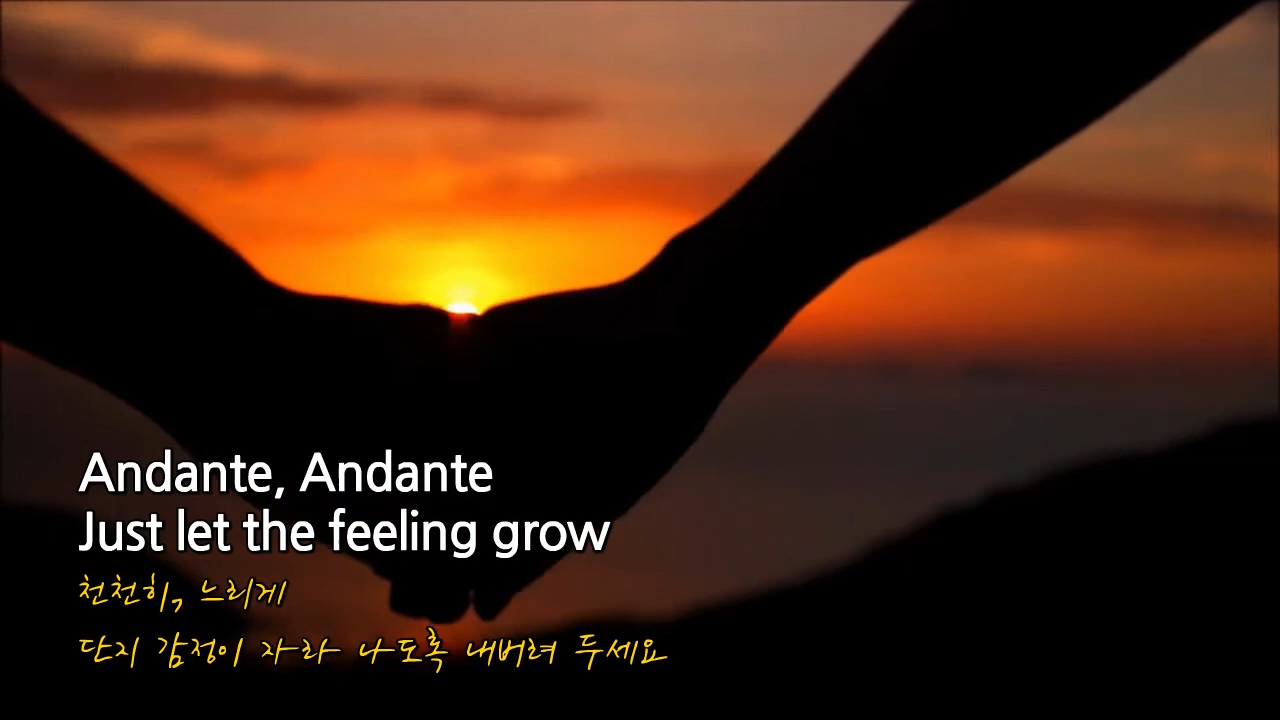 Andante, Andante
Just let the feeling grow
천천히, 느리게
단지 감정이 자라 나도록 내버려 두세요